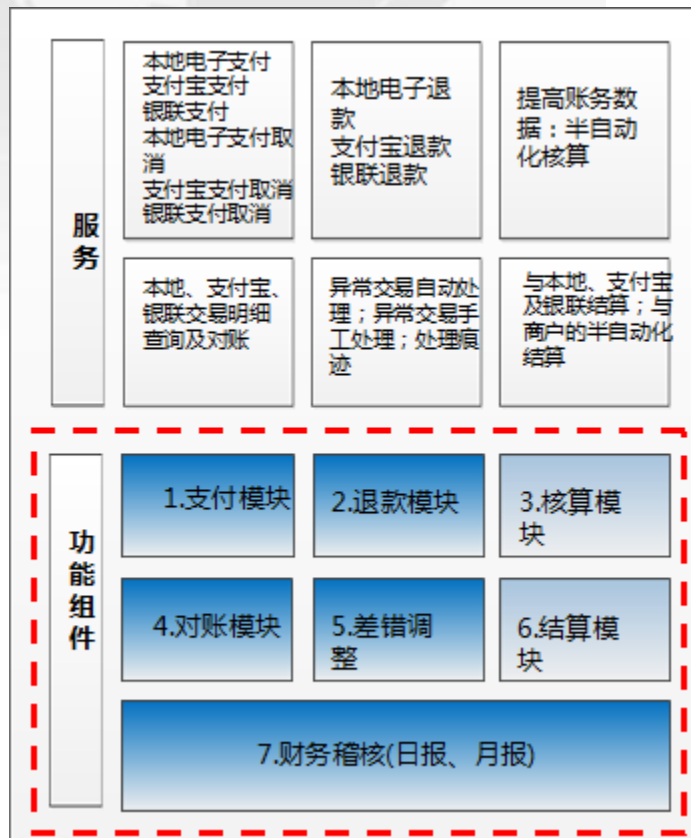 服务
本地电子支付
支付宝支付
银联支付
本地电子支付取
消
支付宝支付取消
银联支付取消
本地电子退
款
支付宝退款
银联退款
提高账务数
据：半自动
化核算
本地、支付宝、
银联交易明细
查询及对账
异常交易自动处
理；异常交易手
工处理；处理痕
迹
与本地、支付宝
及银联结算；与
商户的半自动化
结算
功能组件
1.支付模块
2.退款模块
3.核算模
块
4.对账模块
5.差错调
整
6.结算模
块
7.财务稽核(日报、月报)